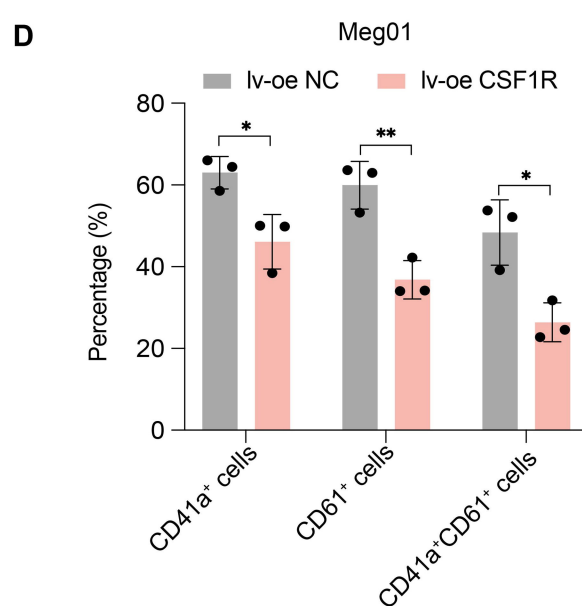 D
Meg01
lv-oe NC lv-oe CSF1R
80
60
40
20
0
Percentage (%)
* ** *
CD41a⁺ cells
CD61⁺ cells
CD41a⁺CD61⁺ cells